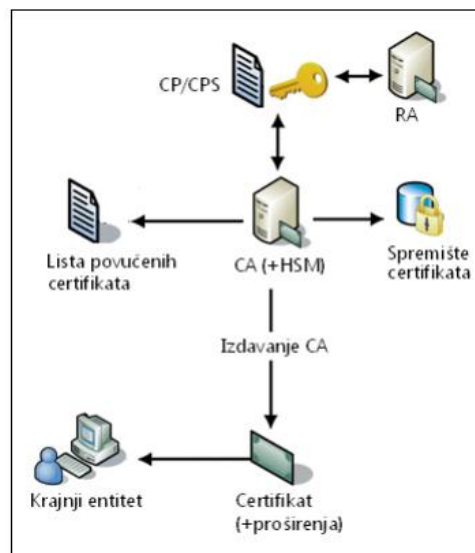 CP/CPS
RA
Lista povučenih
certifikata
CA (+HSM)
Spremište
certifikata
Izdavanje CA
Krajnji entitet
Certifikat
(+proširenja)